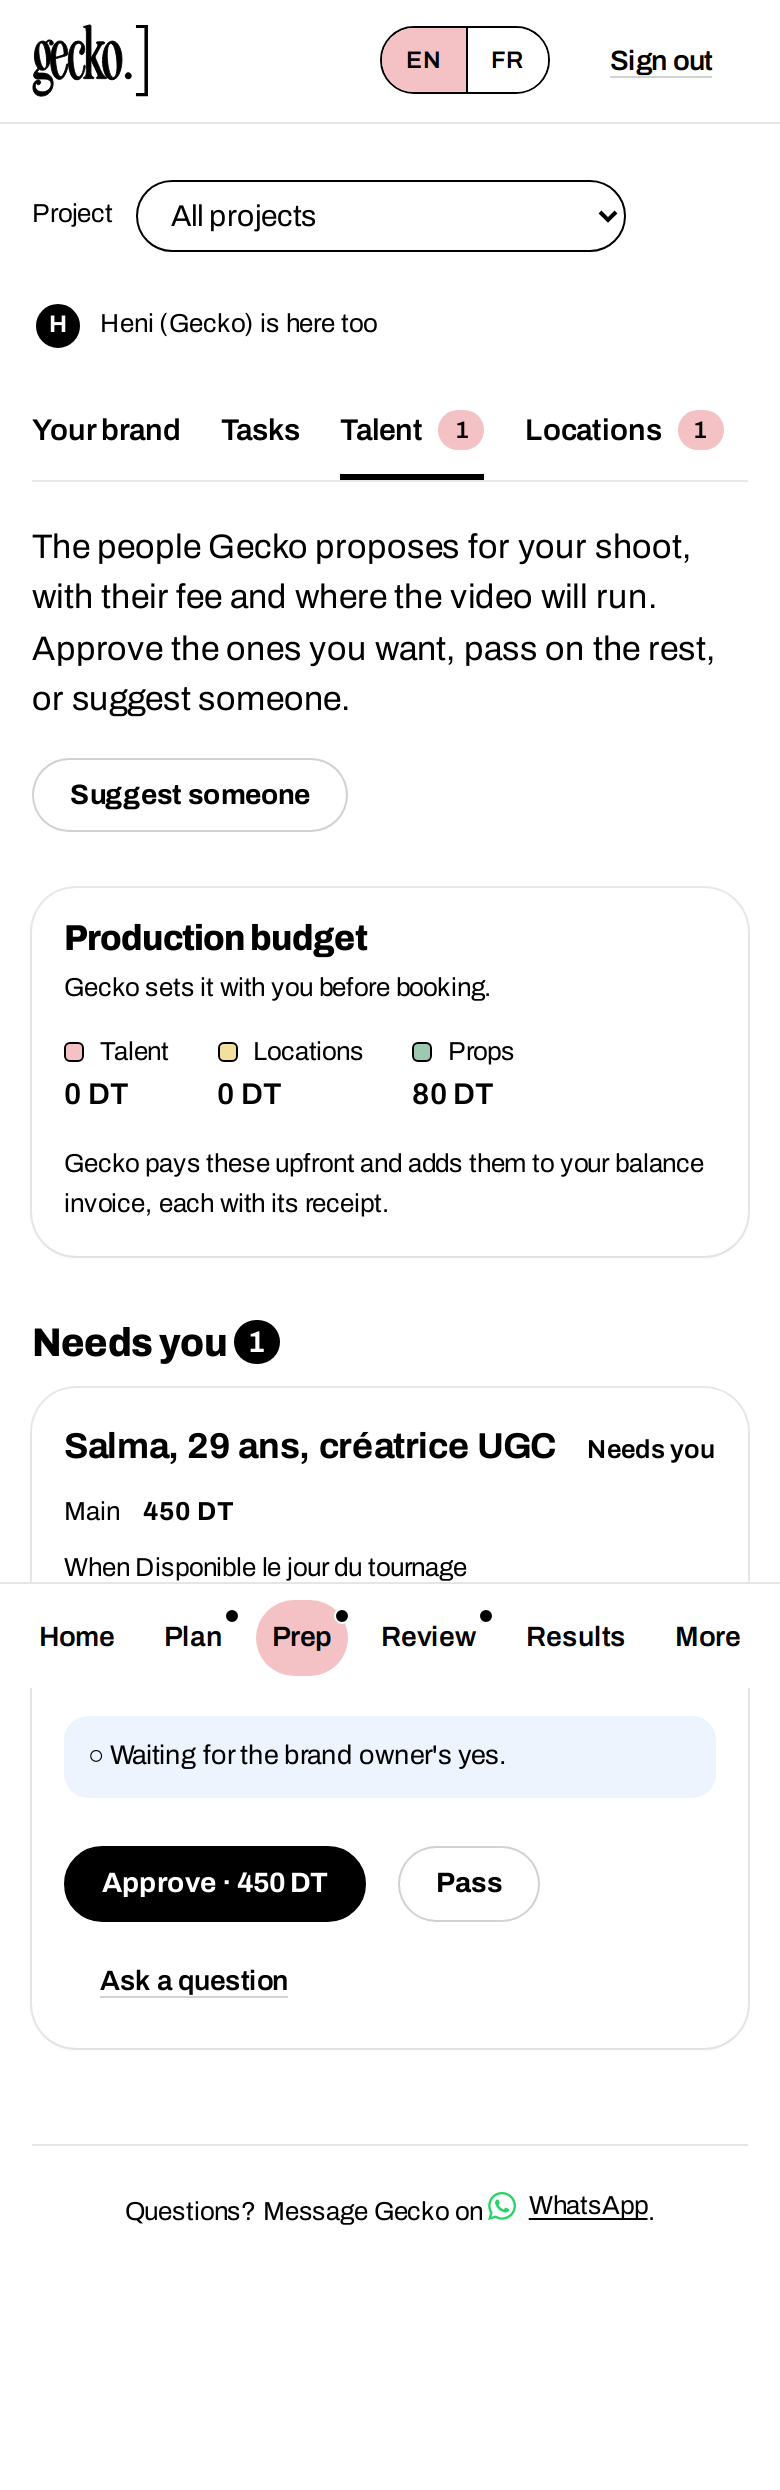 gecko.]
EN FR Sign out
Project All projects
H Heni (Gecko) is here too
Your brand Tasks Talent 1 Locations 1
The people Gecko proposes for your shoot,
with their fee and where the video will run.
Approve the ones you want, pass on the rest,
or suggest someone.
Suggest someone
Production budget
Gecko sets it with you before booking.
Talent Locations Props
0 DT 0 DT 80 DT
Gecko pays these upfront and adds them to your balance
invoice, each with its receipt.
Needs you 1
Salma, 29 ans, créatrice UGC Needs you
Main 450 DT
When Disponible le jour du tournage
Home Plan Prep Review Results More
○ Waiting for the brand owner's yes.
Approve · 450 DT Pass
Ask a question
Questions? Message Gecko on WhatsApp.